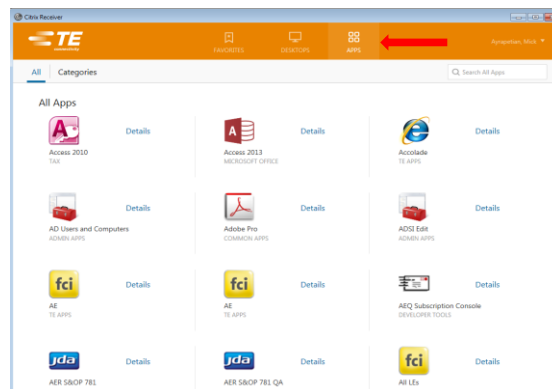 Citrix Receiver
TE
connectivity
FAVORITES
DESKTOPS
APPS
All
Categories
Search All Apps
All Apps
Details
Details
Details
Access 2010
Access 2013
Accolade
TAX
MICROSOFT OFFICE
TE APPS
Details
Details
Details
AD Users and Computers
Adobe Pro
ADSI Edit
ADMIN APPS
COMMON APPS
ADMIN APPS
fci
Details
fci
Details
Details
AE
AE
AEQ Subscription Console
TE APPS
TE APPS
DEVELOPER TOOLS
jda
Details
jda
Details
fci
Details
AER S&OP 781
AER S&OP 781 QA
All LEs